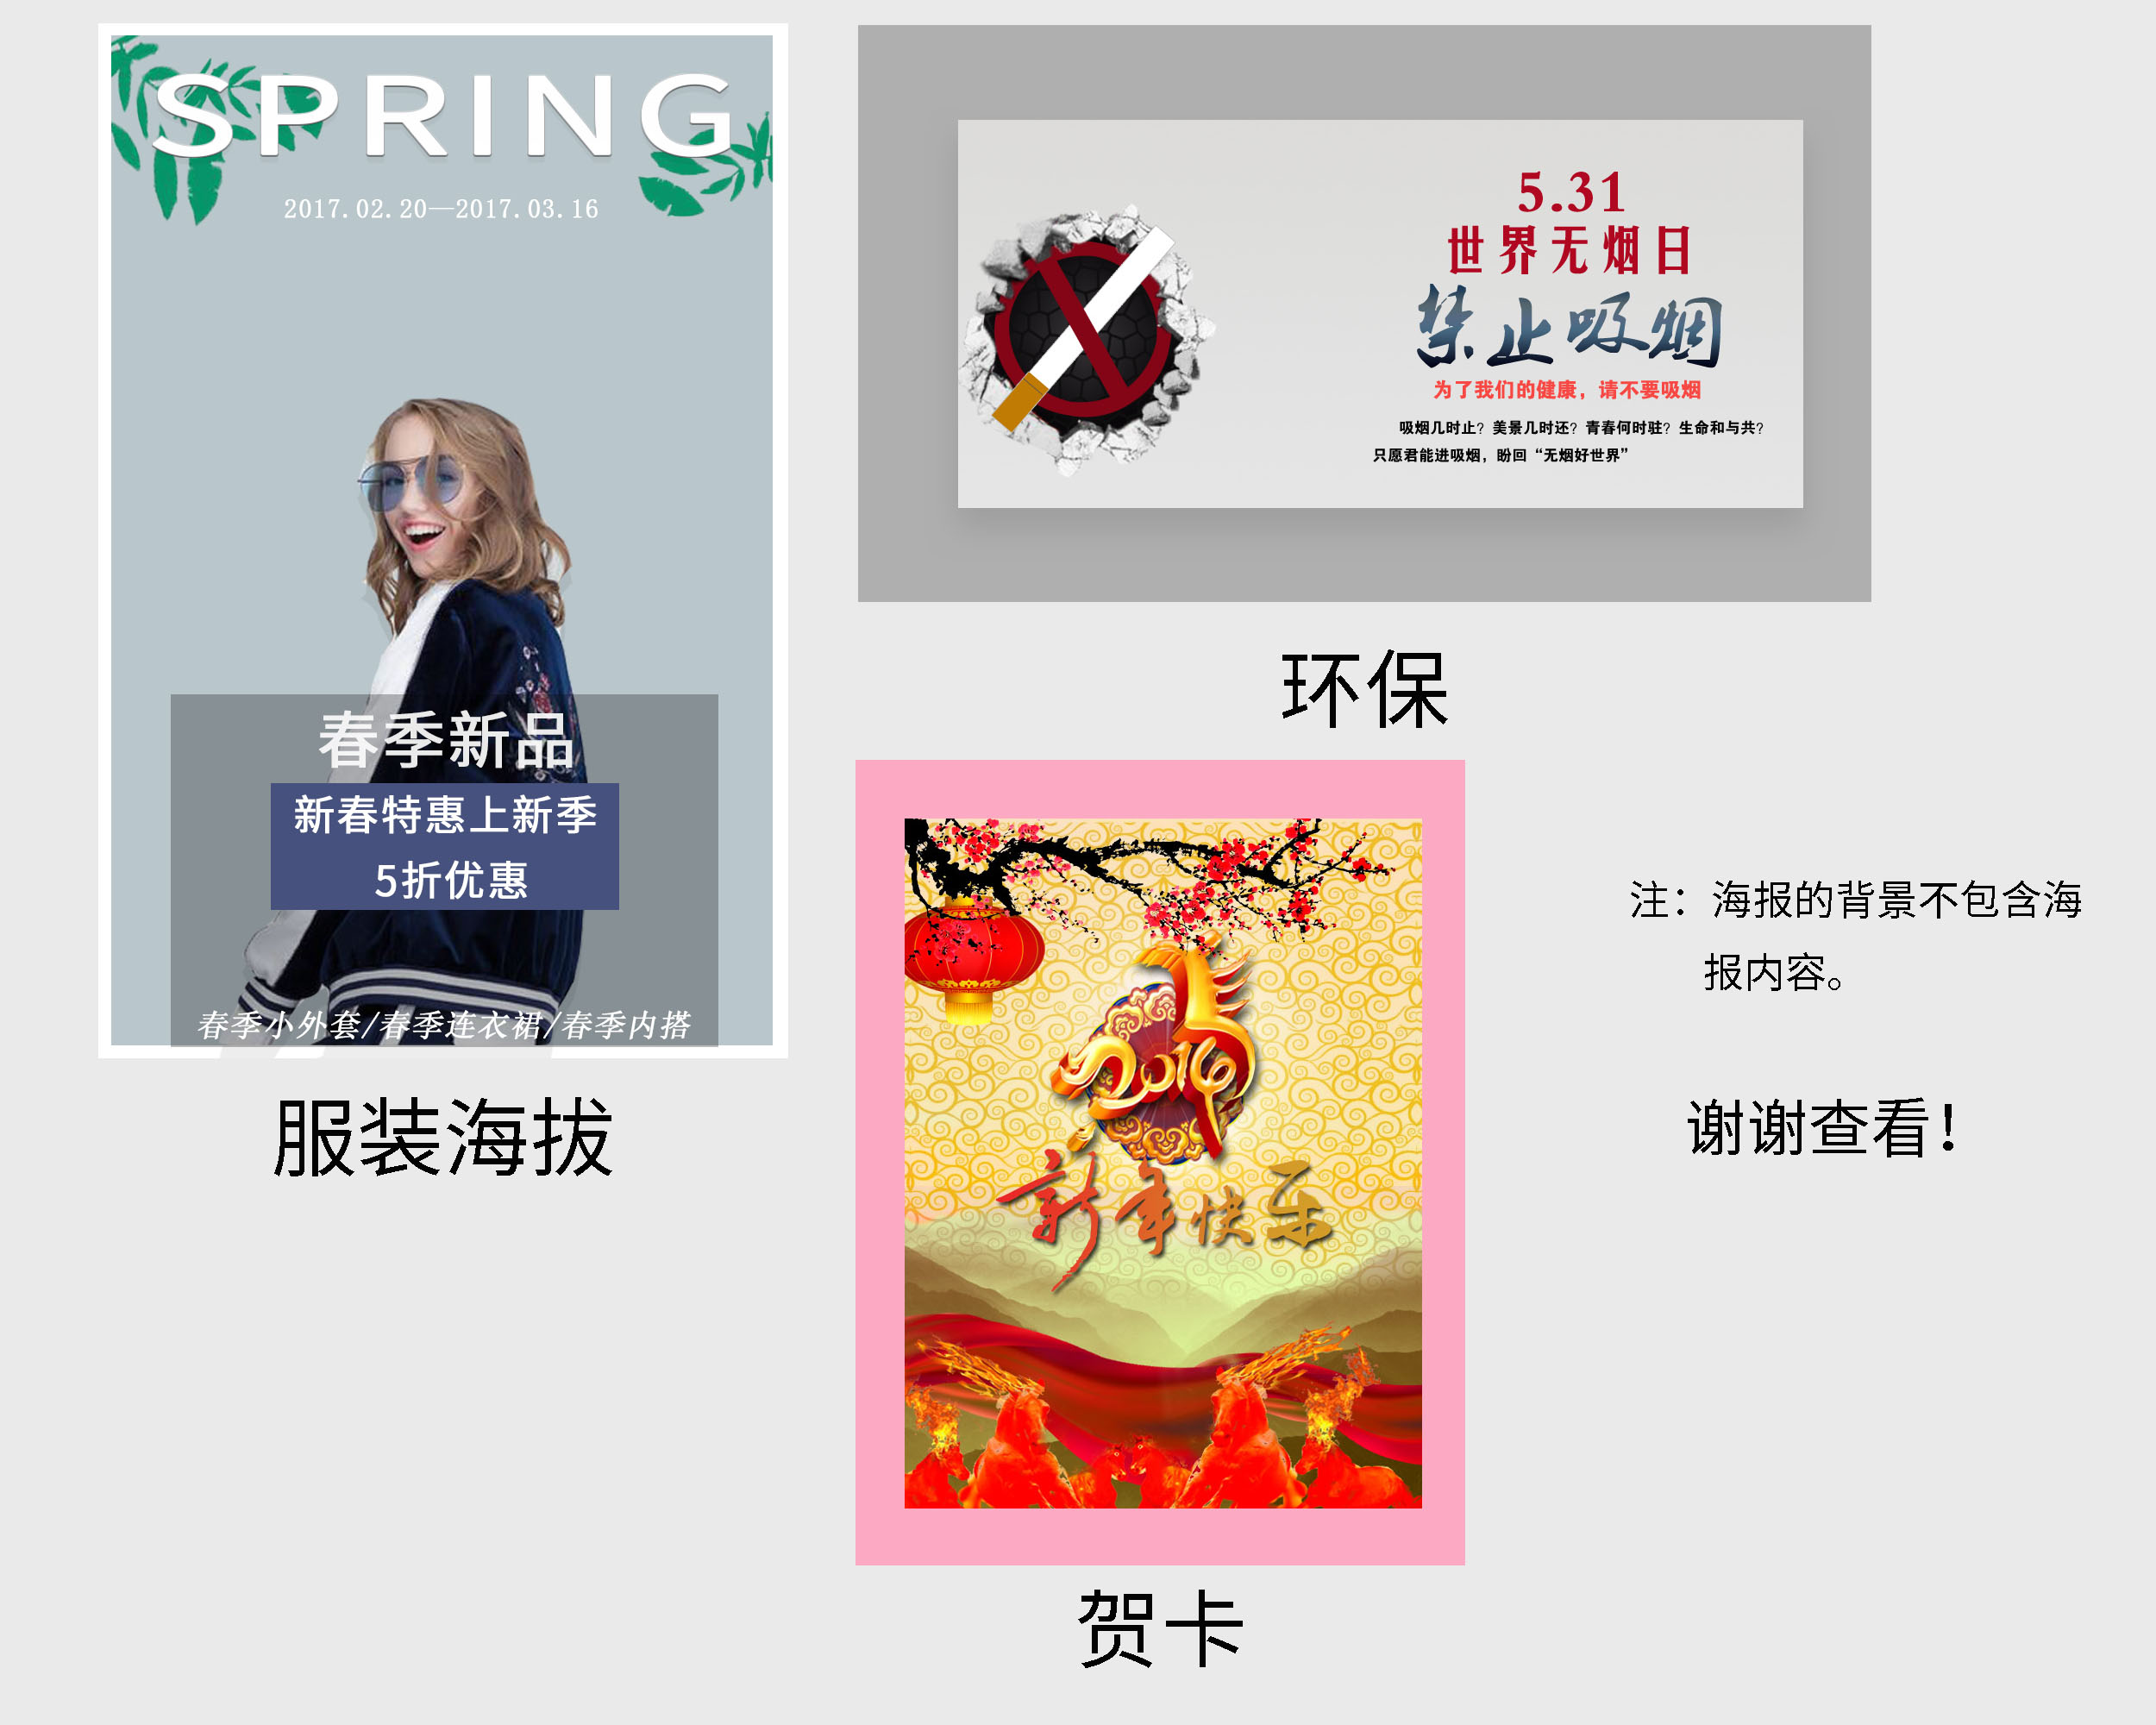 SPRING
2017.02.20—2017.03.16
春季新品
新春特惠上新季
5折优惠
春季小外套/春季连衣裙/春季内搭
服装海拔
5.31
世界无烟日
禁止吸烟
为了我们的健康，请不要吸烟
吸烟几时止？美景几时还？青春何时驻？生命和与共？
只愿君能进吸烟，盼回“无烟好世界”
环保
2016
新年快乐
贺卡
注：海报的背景不包含海
报内容。
谢谢查看！